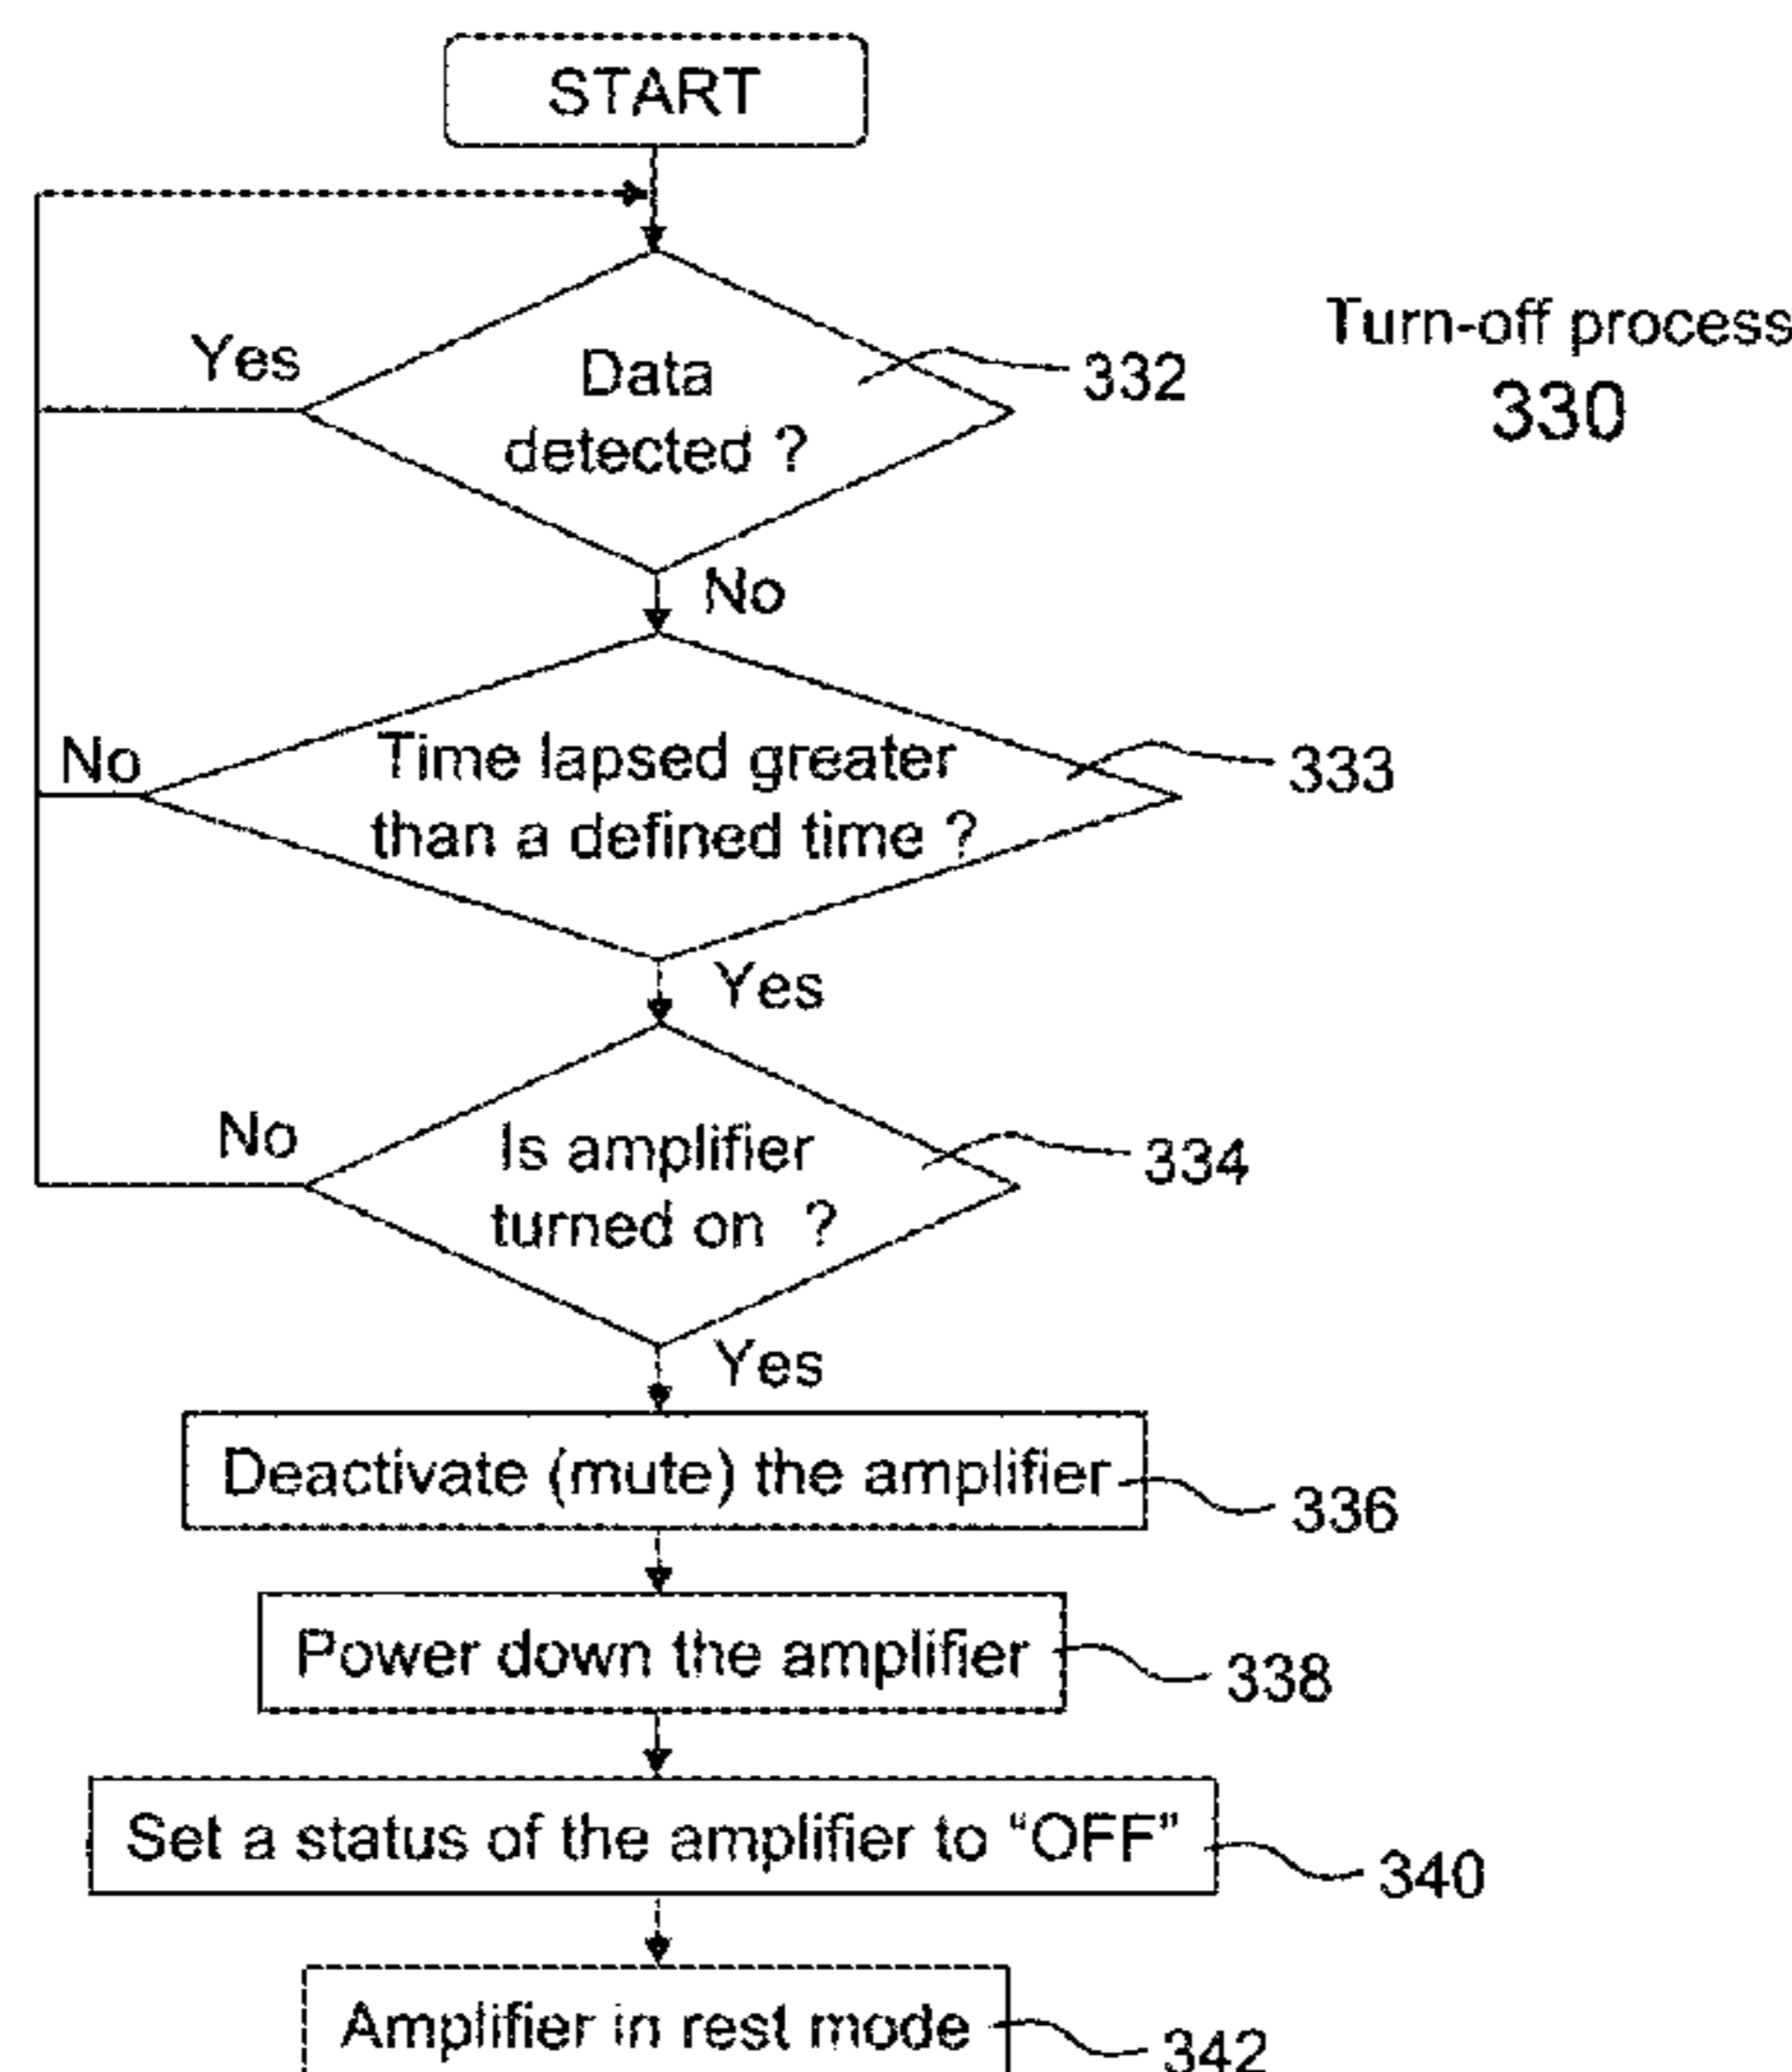 START
Turn-off process
330
Yes
Data
detected ?
332
No
No
Time lapsed greater
than a defined time ?
333
Yes
No
Is amplifier
turned on ?
334
Yes
Deactivate (mute) the amplifier
336
Power down the amplifier
338
Set a status of the amplifier to “OFF”
340
Amplifier in rest mode
342